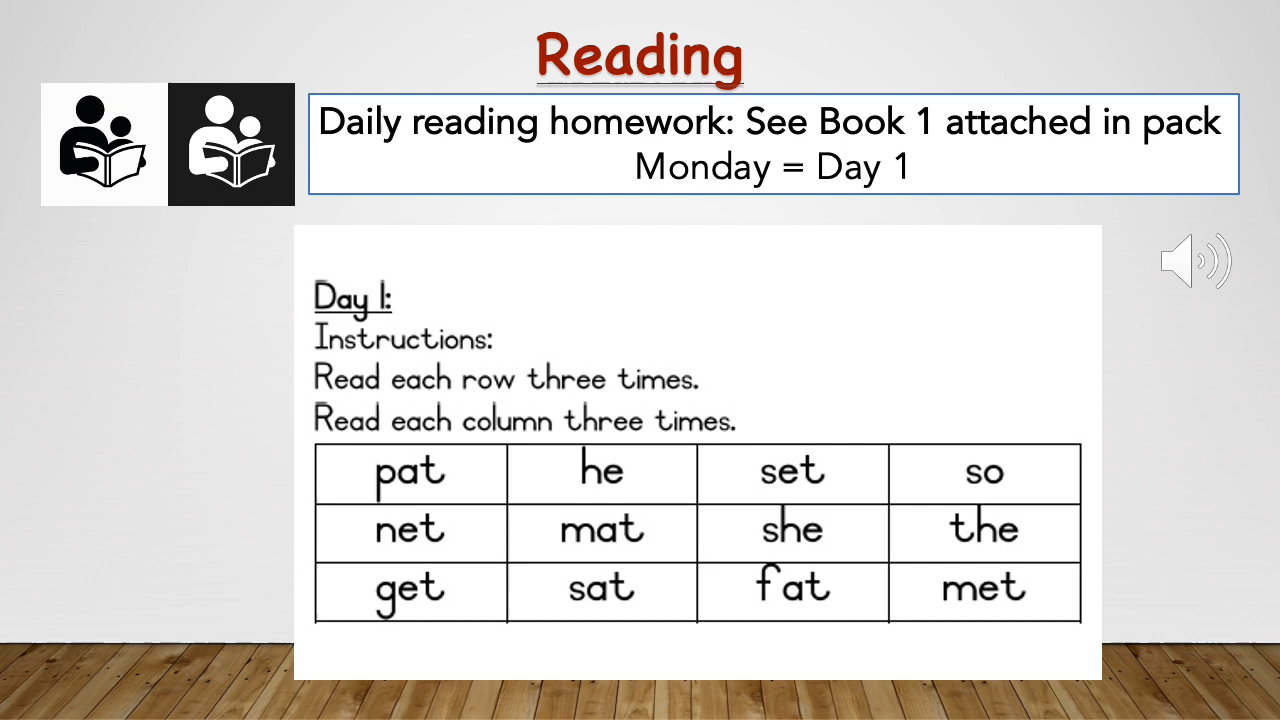 Reading
Daily reading homework: See Book 1 attached in pack
Monday = Day 1
Day 1:
Instructions:
Read each row three times.
Read each column three times.
pat he set so
net mat she the
get sat fat met